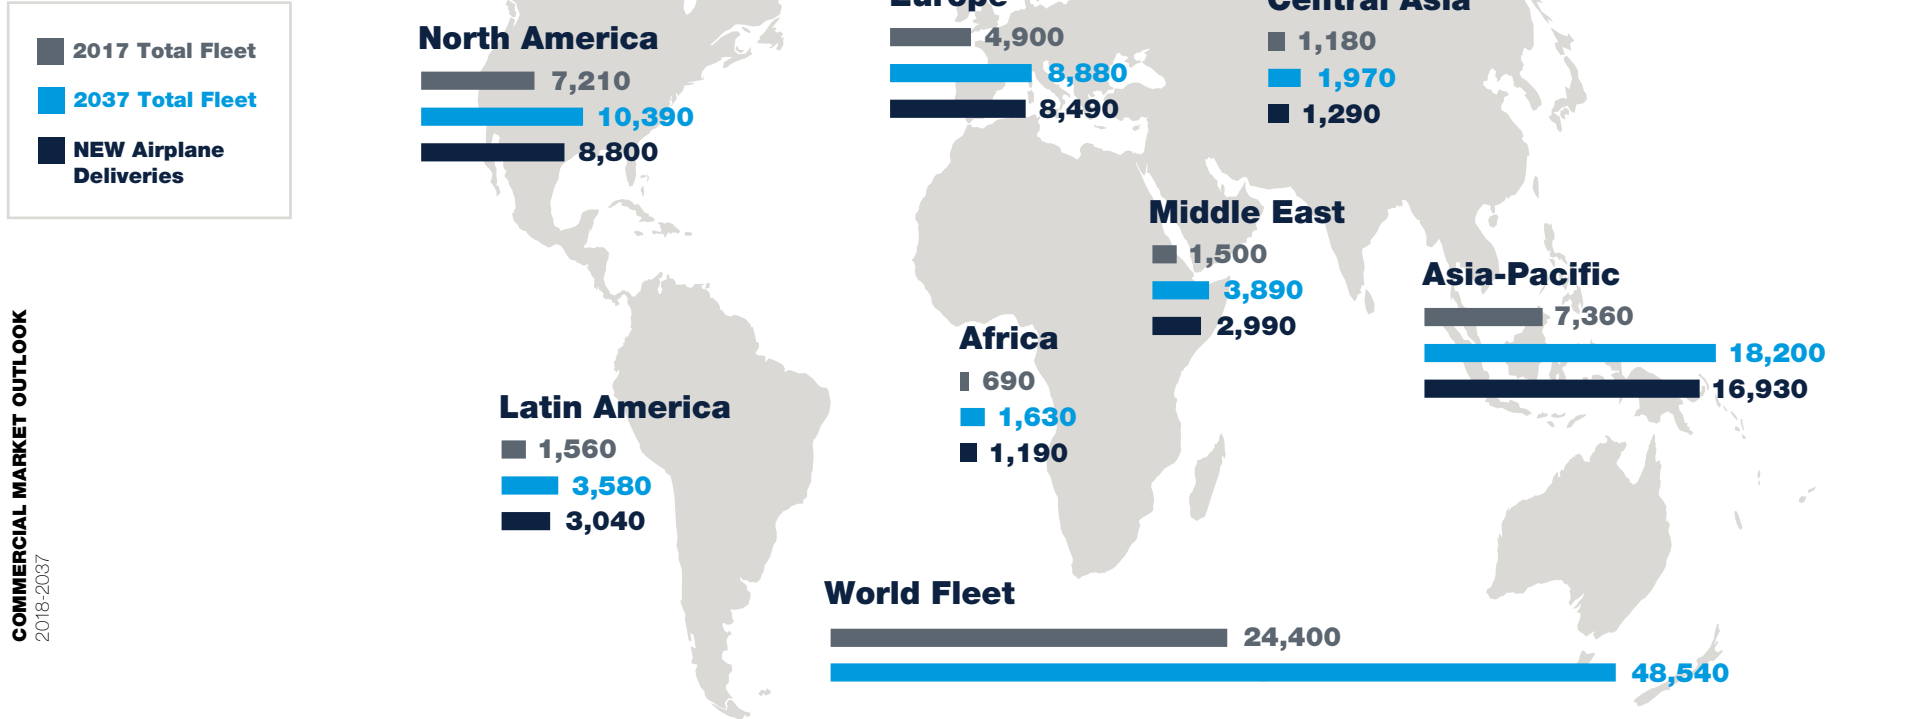 2017 Total Fleet
2037 Total Fleet
NEW Airplane
Deliveries
COMMERCIAL MARKET OUTLOOK
2018-2037
North America
7,210
10,390
8,800
Europe
4,900
8,880
8,490
Central Asia
1,180
1,970
1,290
Middle East
1,500
3,890
2,990
Asia-Pacific
7,360
18,200
16,930
Africa
690
1,630
1,190
Latin America
1,560
3,580
3,040
World Fleet
24,400
48,540